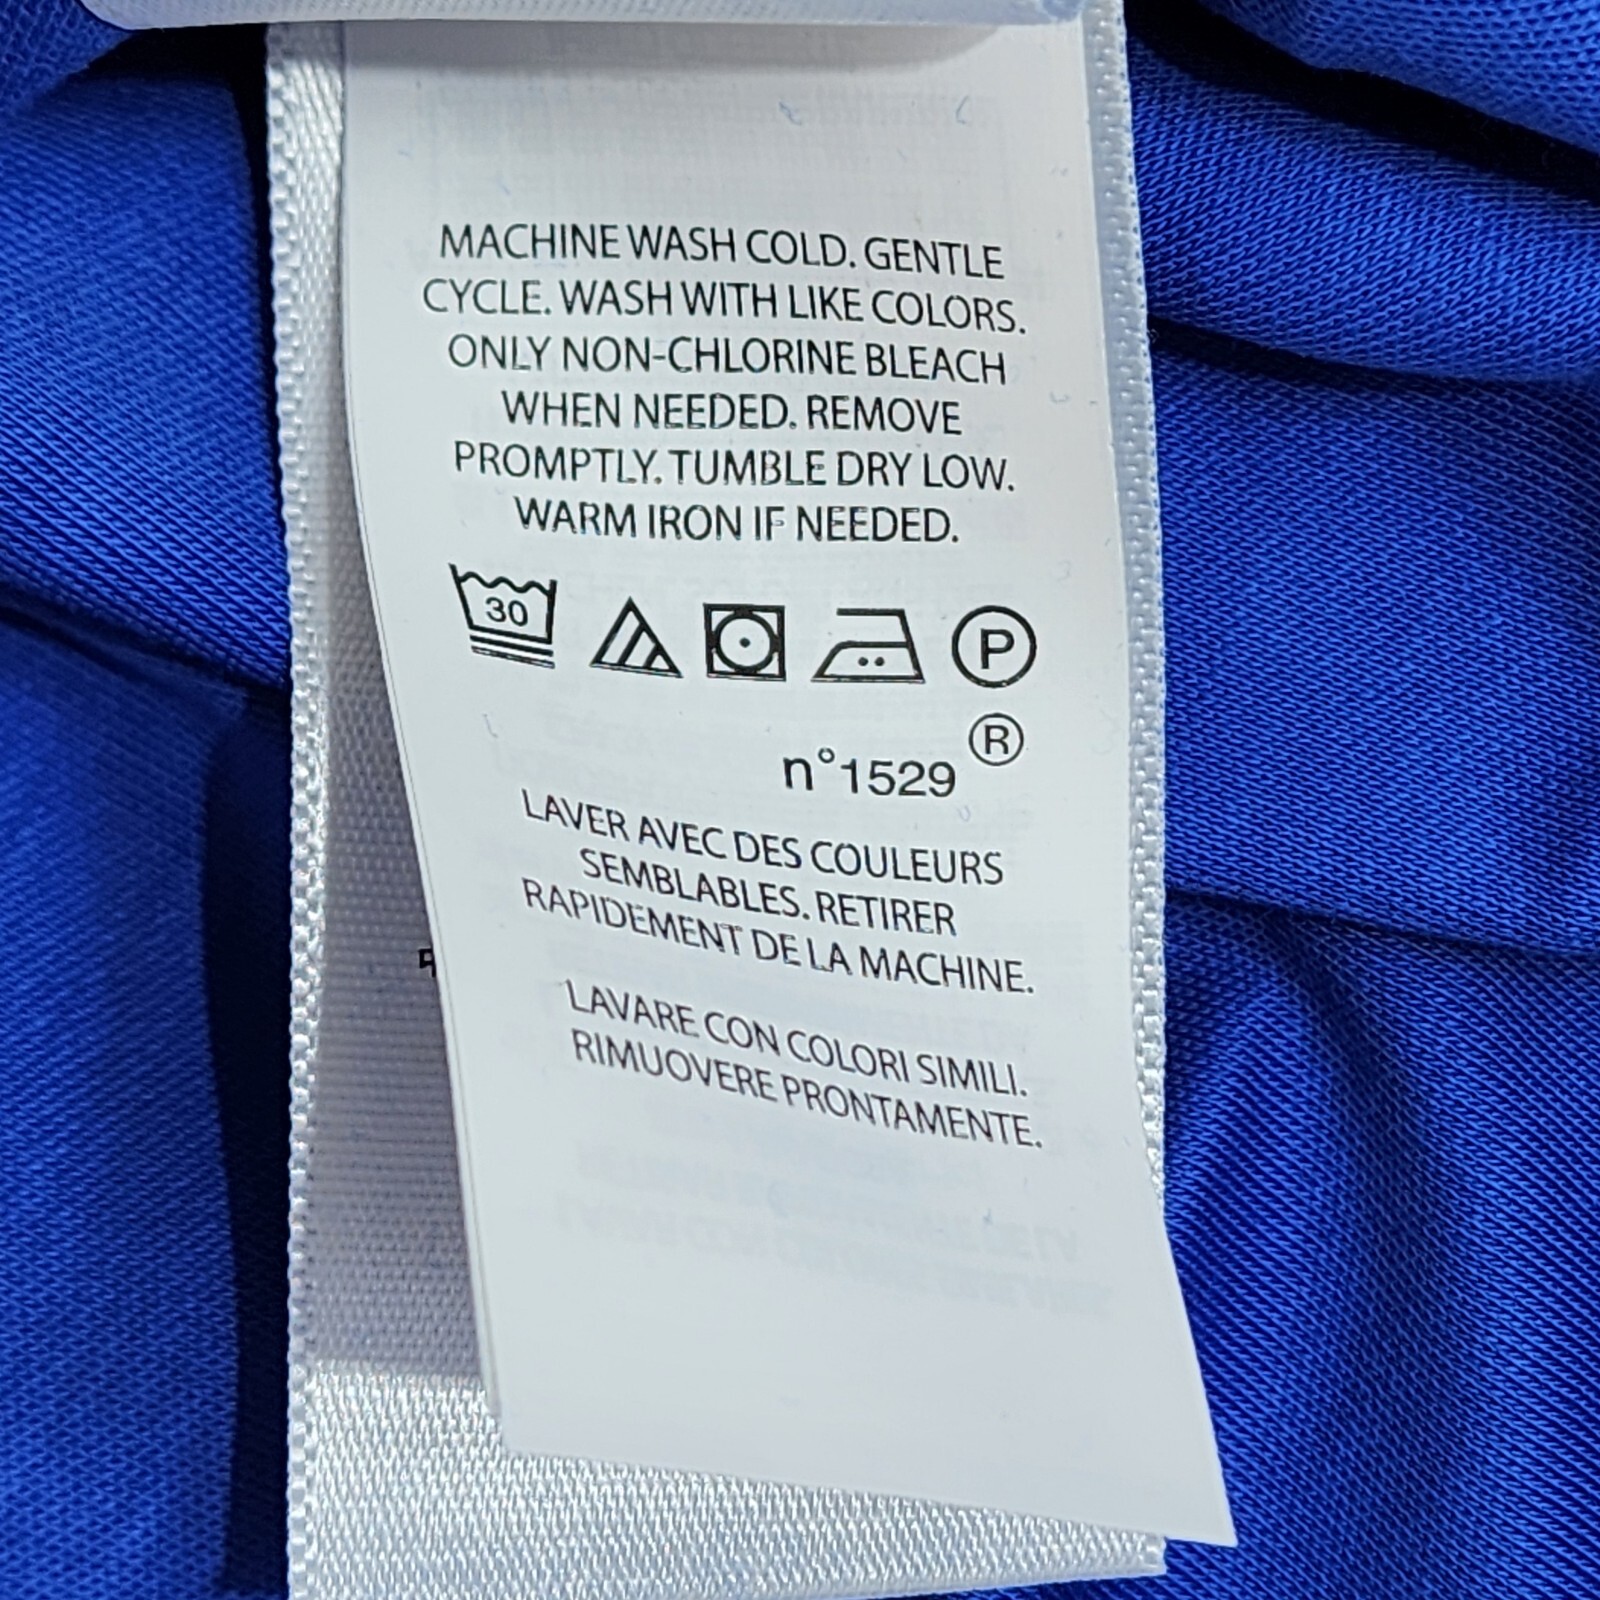 MACHINE WASH COLD. GENTLE
CYCLE. WASH WITH LIKE COLORS.
ONLY NON-CHLORINE BLEACH
WHEN NEEDED. REMOVE
PROMPTLY. TUMBLE DRY LOW.
WARM IRON IF NEEDED.
30 P
n°1529 ®
LAVER AVEC DES COULEURS
SEMBLABLES. RETIRER
RAPIDEMENT DE LA MACHINE.
LAVARE CON COLORI SIMILI.
RIMUOVERE PRONTAMENTE.